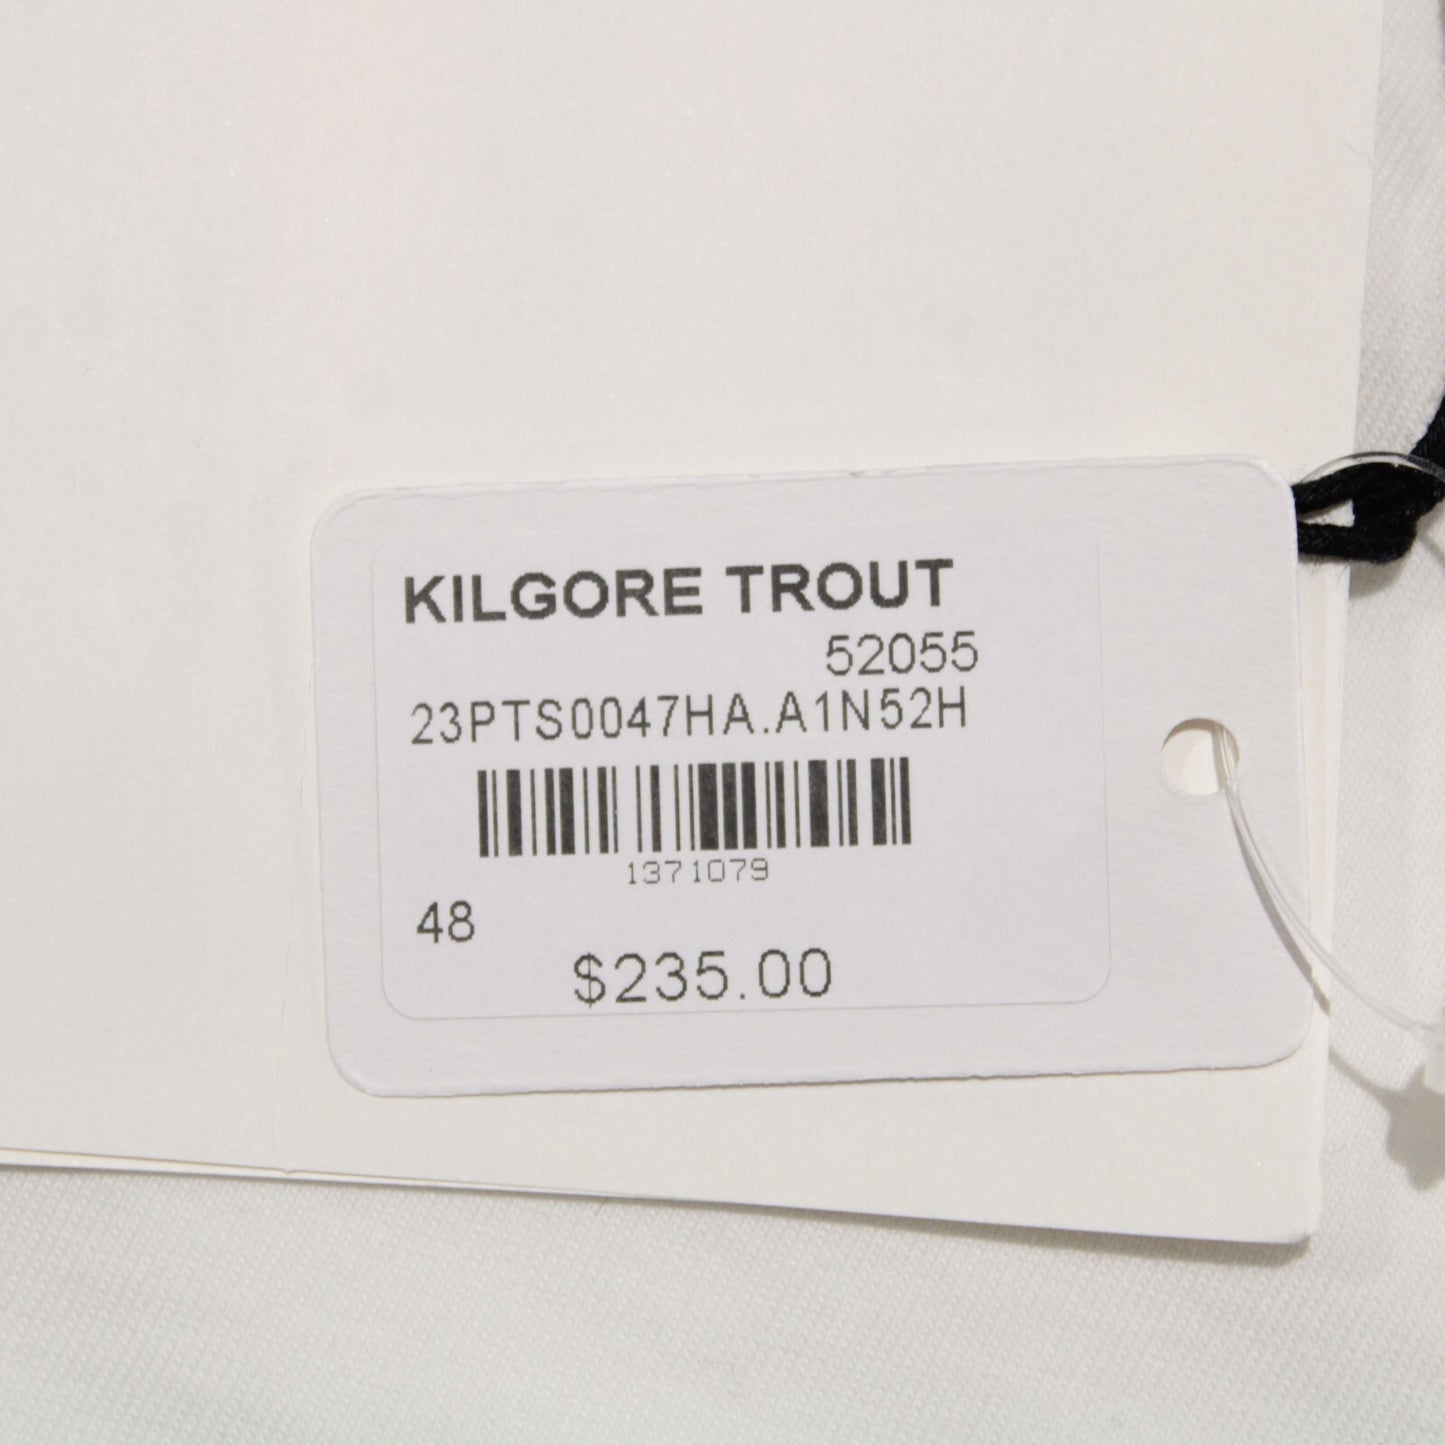 KILGORE TROUT
52055
23PTS0047HA.A1N52H
1371079
48
$235.00